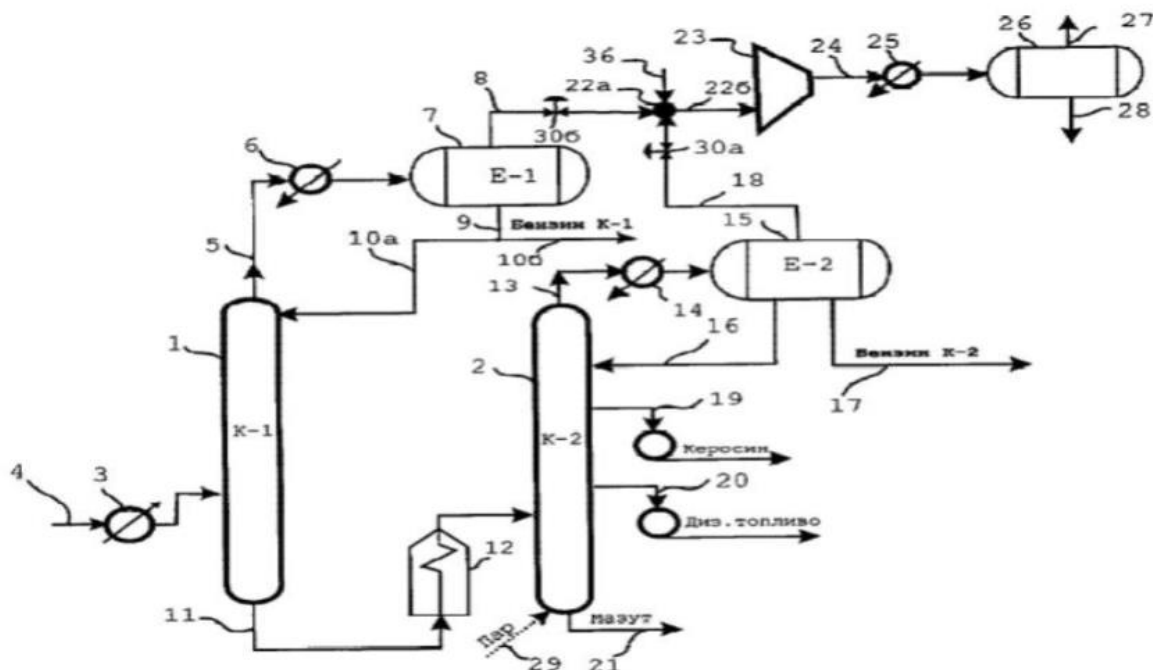 26
27
23
24
25
36
22а
22б
8
7
30б
30а
28
6
Е-1
18
9
Бензин К-1
15
10а
10б
5
Е-2
13
14
1
16
2
Бензин К-2
17
19
К-1
К-2
Керосин
4
3
20
Диз.топливо
12
11
Пар
Мазут
29
21